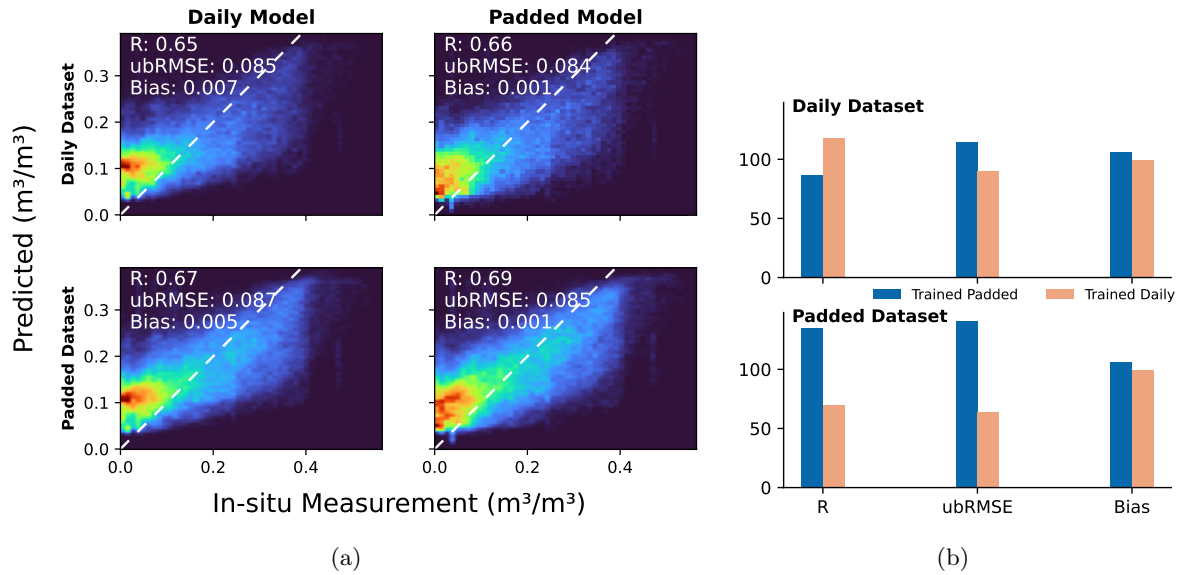 Daily Model
Padded Model
Predicted (m³/m³)
Daily Dataset
0.3
0.2
0.1
0.0
R: 0.65
ubRMSE: 0.085
Bias: 0.007
R: 0.66
ubRMSE: 0.084
Bias: 0.001
Padded Dataset
0.3
0.2
0.1
0.0
R: 0.67
ubRMSE: 0.087
Bias: 0.005
R: 0.69
ubRMSE: 0.085
Bias: 0.001
0.0 0.2 0.4
0.0 0.2 0.4
In-situ Measurement (m³/m³)
(a)
Daily Dataset
100
50
0
Trained Padded
Trained Daily
Padded Dataset
100
50
0
R ubRMSE Bias
(b)